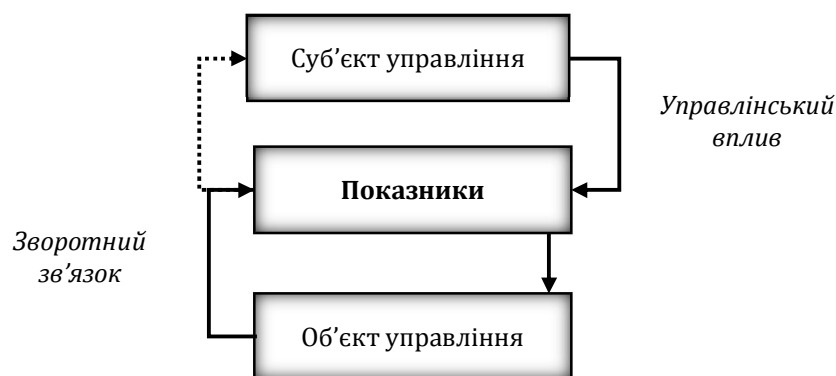 Суб’єкт управління
Управлінський
вплив
Показники
Зворотний
зв’язок
Об’єкт управління